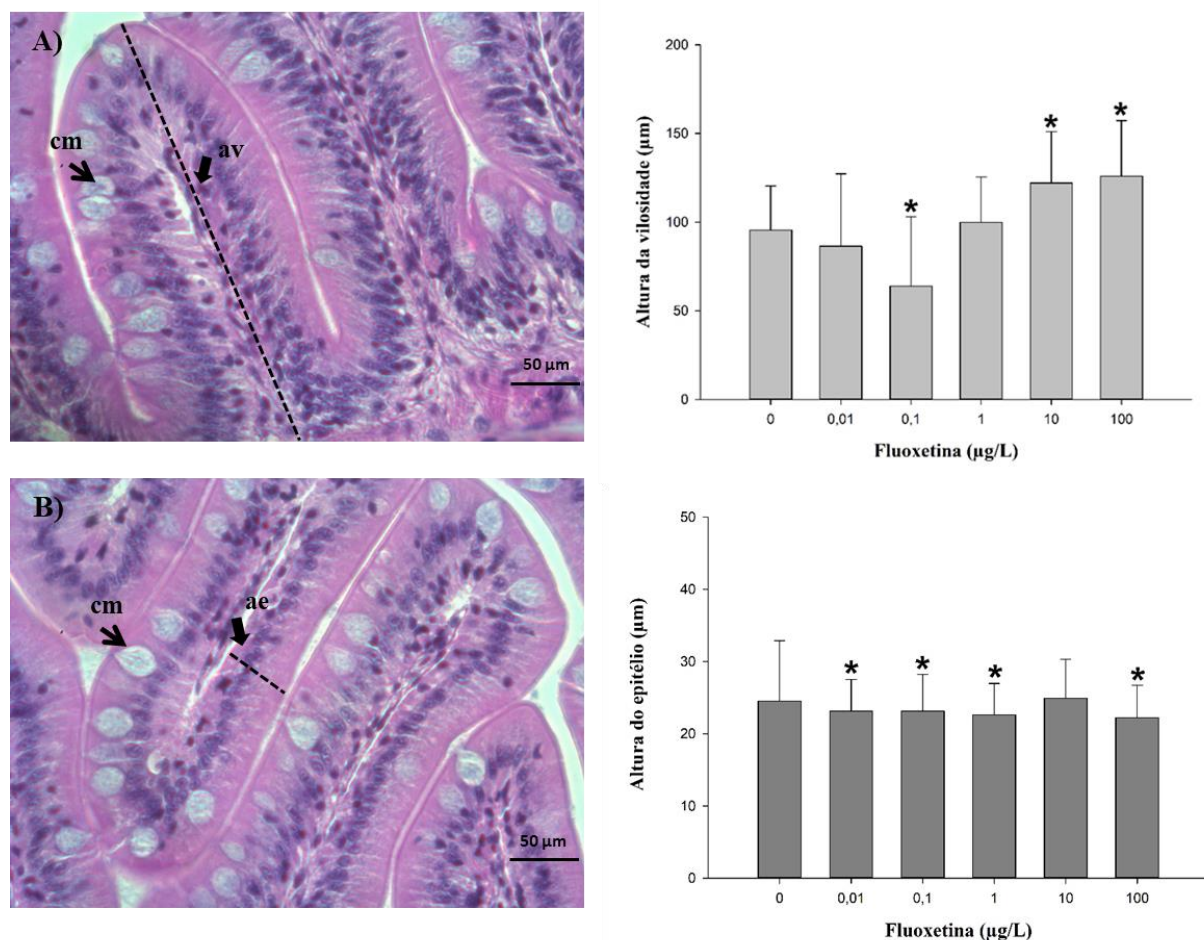 A)
cm
av
50 µm
200
150
100
50
0
Altura da vilosidade (µm)
* * *
0 0,01 0,1 1 10 100
Fluoxetina (µg/L)
B)
cm
ae
50 µm
50
40
30
20
10
0
Altura do epitélio (µm)
* * * *
0 0,01 0,1 1 10 100
Fluoxetina (µg/L)